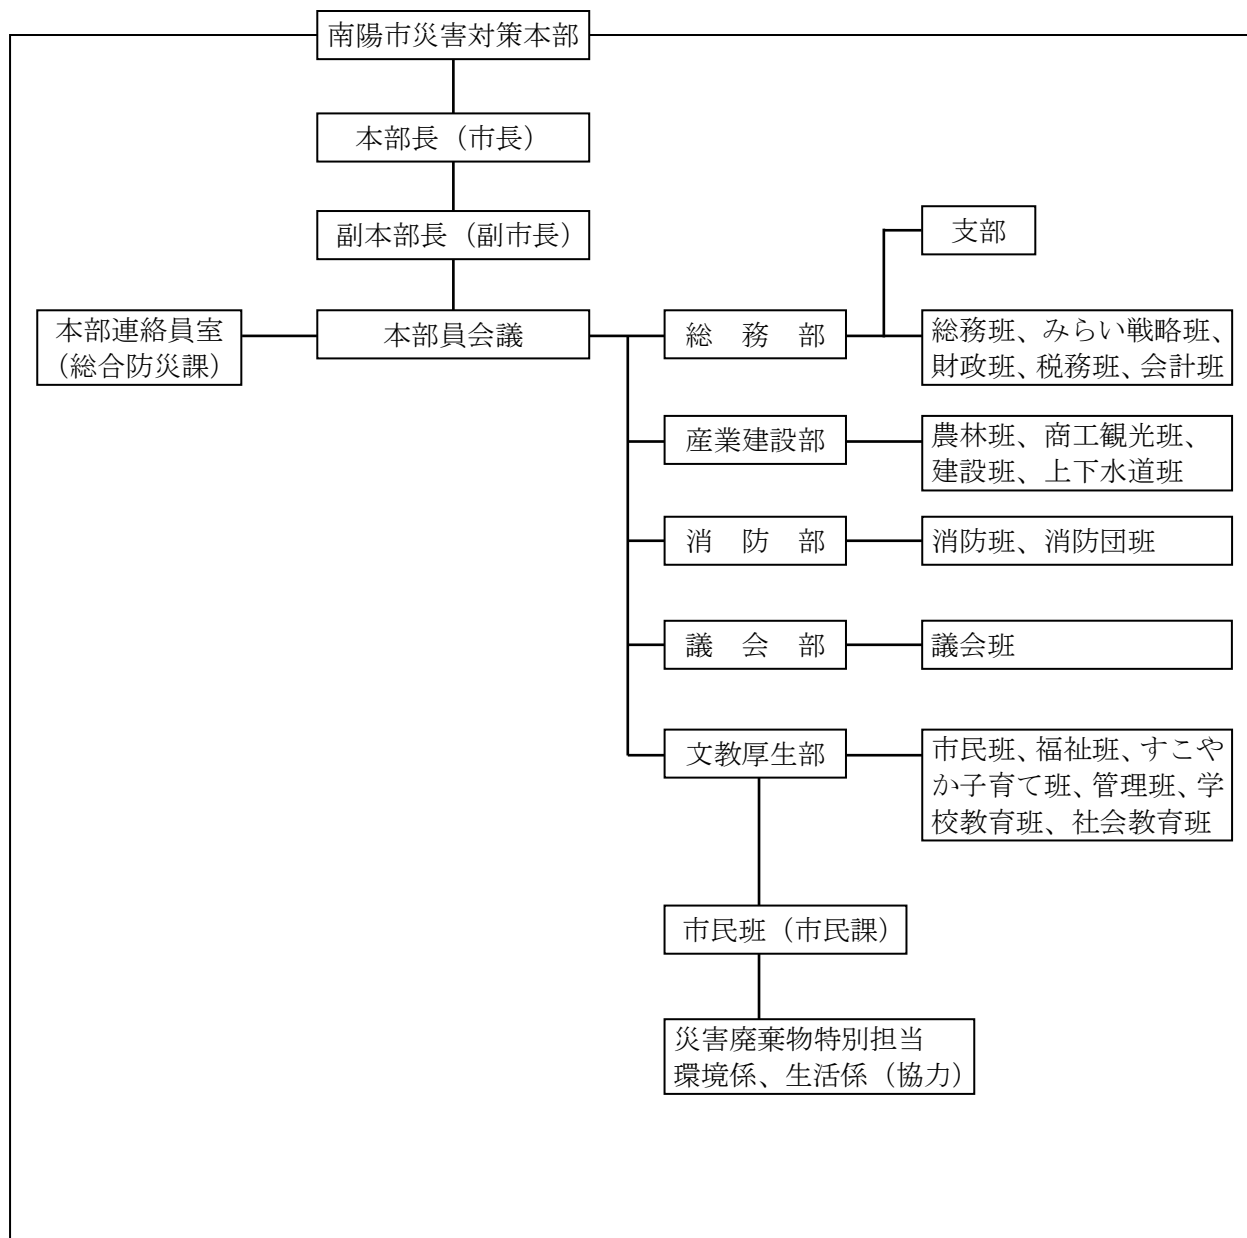 南陽市災害対策本部
本部長（市長）
副本部長（副市長）
支部
本部連絡員室
（総合防災課）
本部員会議
総　務　部
総務班、みらい戦略班、
財政班、税務班、会計班
産業建設部
農林班、商工観光班、
建設班、上下水道班
消　防　部
消防班、消防団班
議　会　部
議会班
文教厚生部
市民班、福祉班、すこや
か子育て班、管理班、学
校教育班、社会教育班
市民班（市民課）
災害廃棄物特別担当
環境係、生活係（協力）